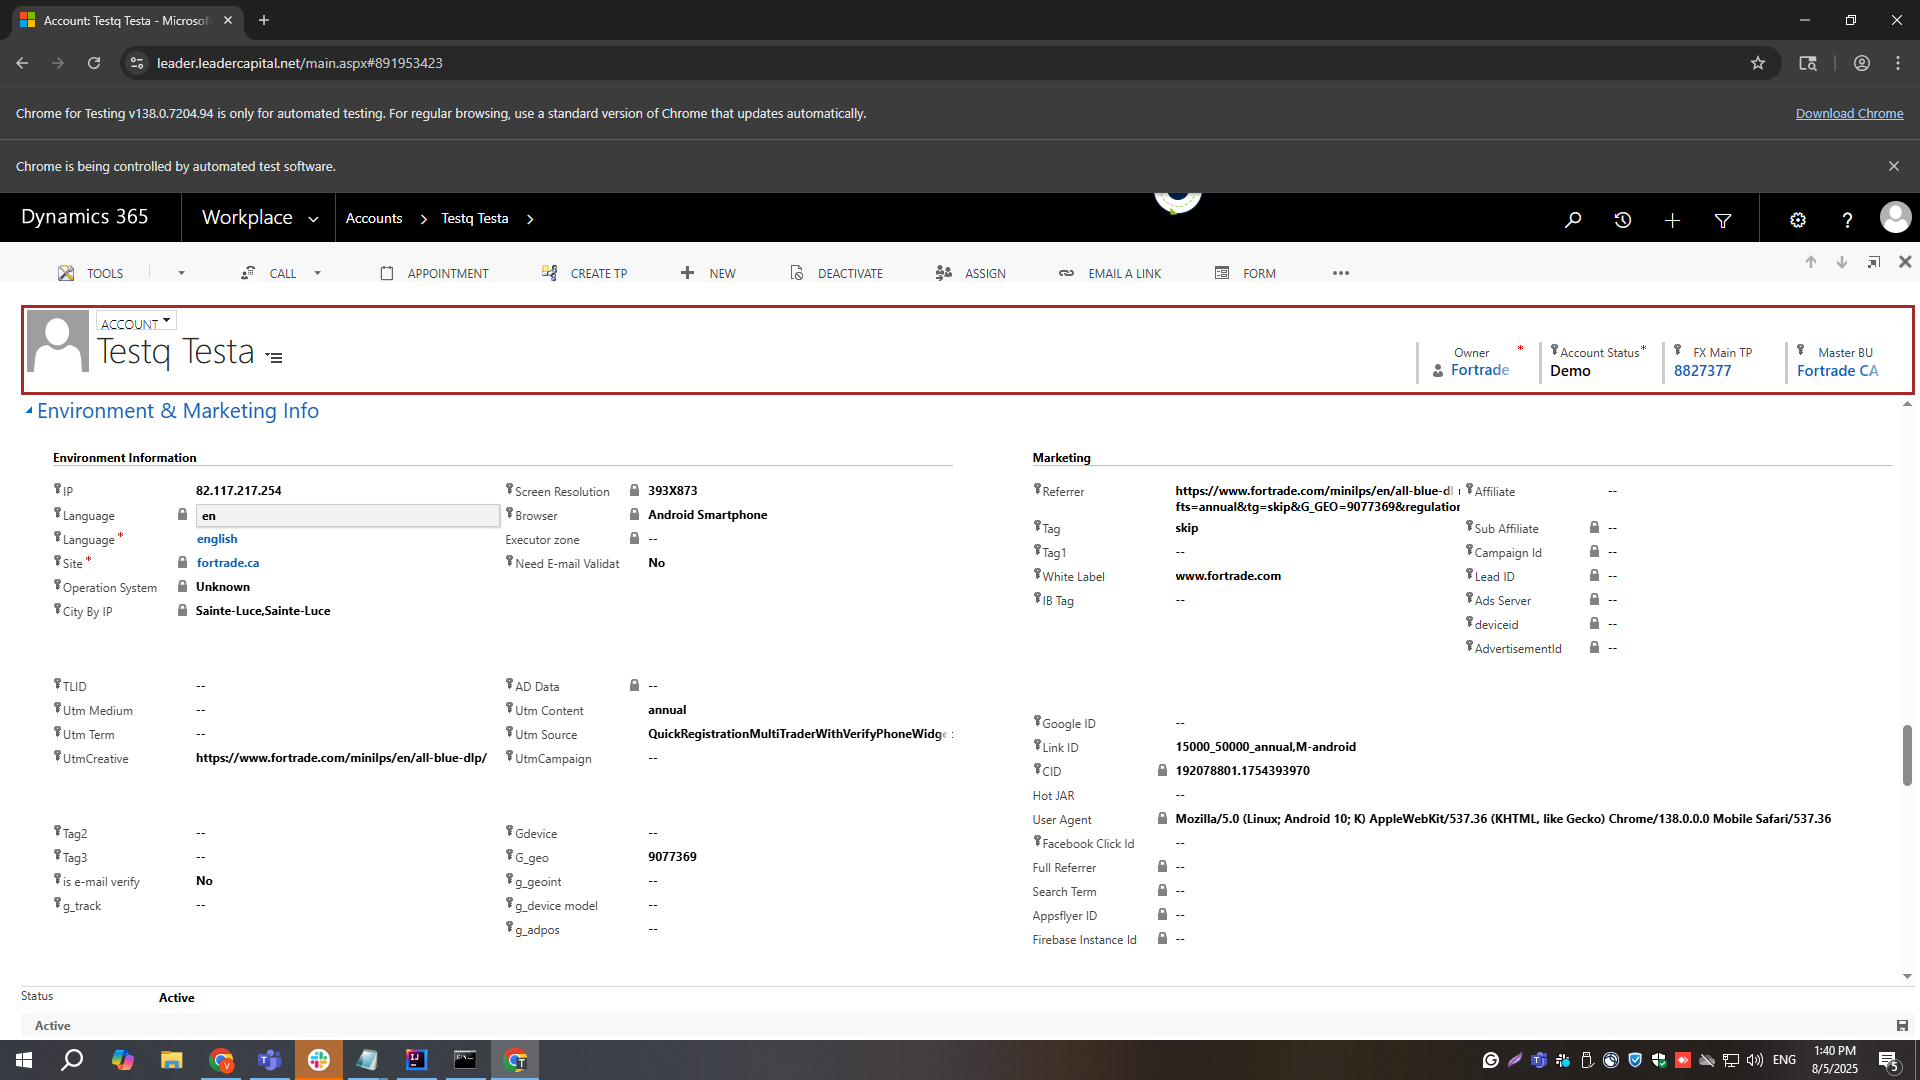 Account: Testq Testa - Microsof
leader.leadercapital.net/main.aspx#891953423
Chrome for Testing v138.0.7204.94 is only for automated testing. For regular browsing, use a standard version of Chrome that updates automatically.
Download Chrome
Chrome is being controlled by automated test software.
Dynamics 365
Workplace
Accounts
Testq Testa
TOOLS
CALL
APPOINTMENT
CREATE TP
NEW
DEACTIVATE
ASSIGN
EMAIL A LINK
FORM
ACCOUNT
Testq Testa
Owner *
Fortrade
Account Status *
Demo
FX Main TP
8827377
Master BU
Fortrade CA
Environment & Marketing Info
Environment Information
IP 82.117.217.254
Language en
Language * english
Site * fortrade.ca
Operation System Unknown
City By IP Sainte-Luce,Sainte-Luce
Screen Resolution 393X873
Browser Android Smartphone
Executor zone --
Need E-mail Validat No
TLID --
Utm Medium --
Utm Term --
UtmCreative https://www.fortrade.com/minilps/en/all-blue-dlp/
AD Data --
Utm Content annual
Utm Source QuickRegistrationMultiTraderWithVerifyPhoneWidge
UtmCampaign --
Tag2 --
Tag3 --
is e-mail verify No
g_track --
Gdevice --
G_geo 9077369
g_geoint --
g_device model --
g_adpos --
Marketing
Referrer https://www.fortrade.com/minilps/en/all-blue-dl
fts=annual&tg=skip&G_GEO=9077369&regulation
Tag skip
Tag1 --
White Label www.fortrade.com
IB Tag --
Affiliate --
Sub Affiliate --
Campaign Id --
Lead ID --
Ads Server --
deviceid --
AdvertisementId --
Google ID --
Link ID 15000_50000_annual,M-android
CID 192078801.1754393970
Hot JAR --
User Agent Mozilla/5.0 (Linux; Android 10; K) AppleWebKit/537.36 (KHTML, like Gecko) Chrome/138.0.0.0 Mobile Safari/537.36
Facebook Click Id --
Full Referrer --
Search Term --
Appsflyer ID --
Firebase Instance Id --
Status Active
Active
ENG
1:40 PM
8/5/2025
5